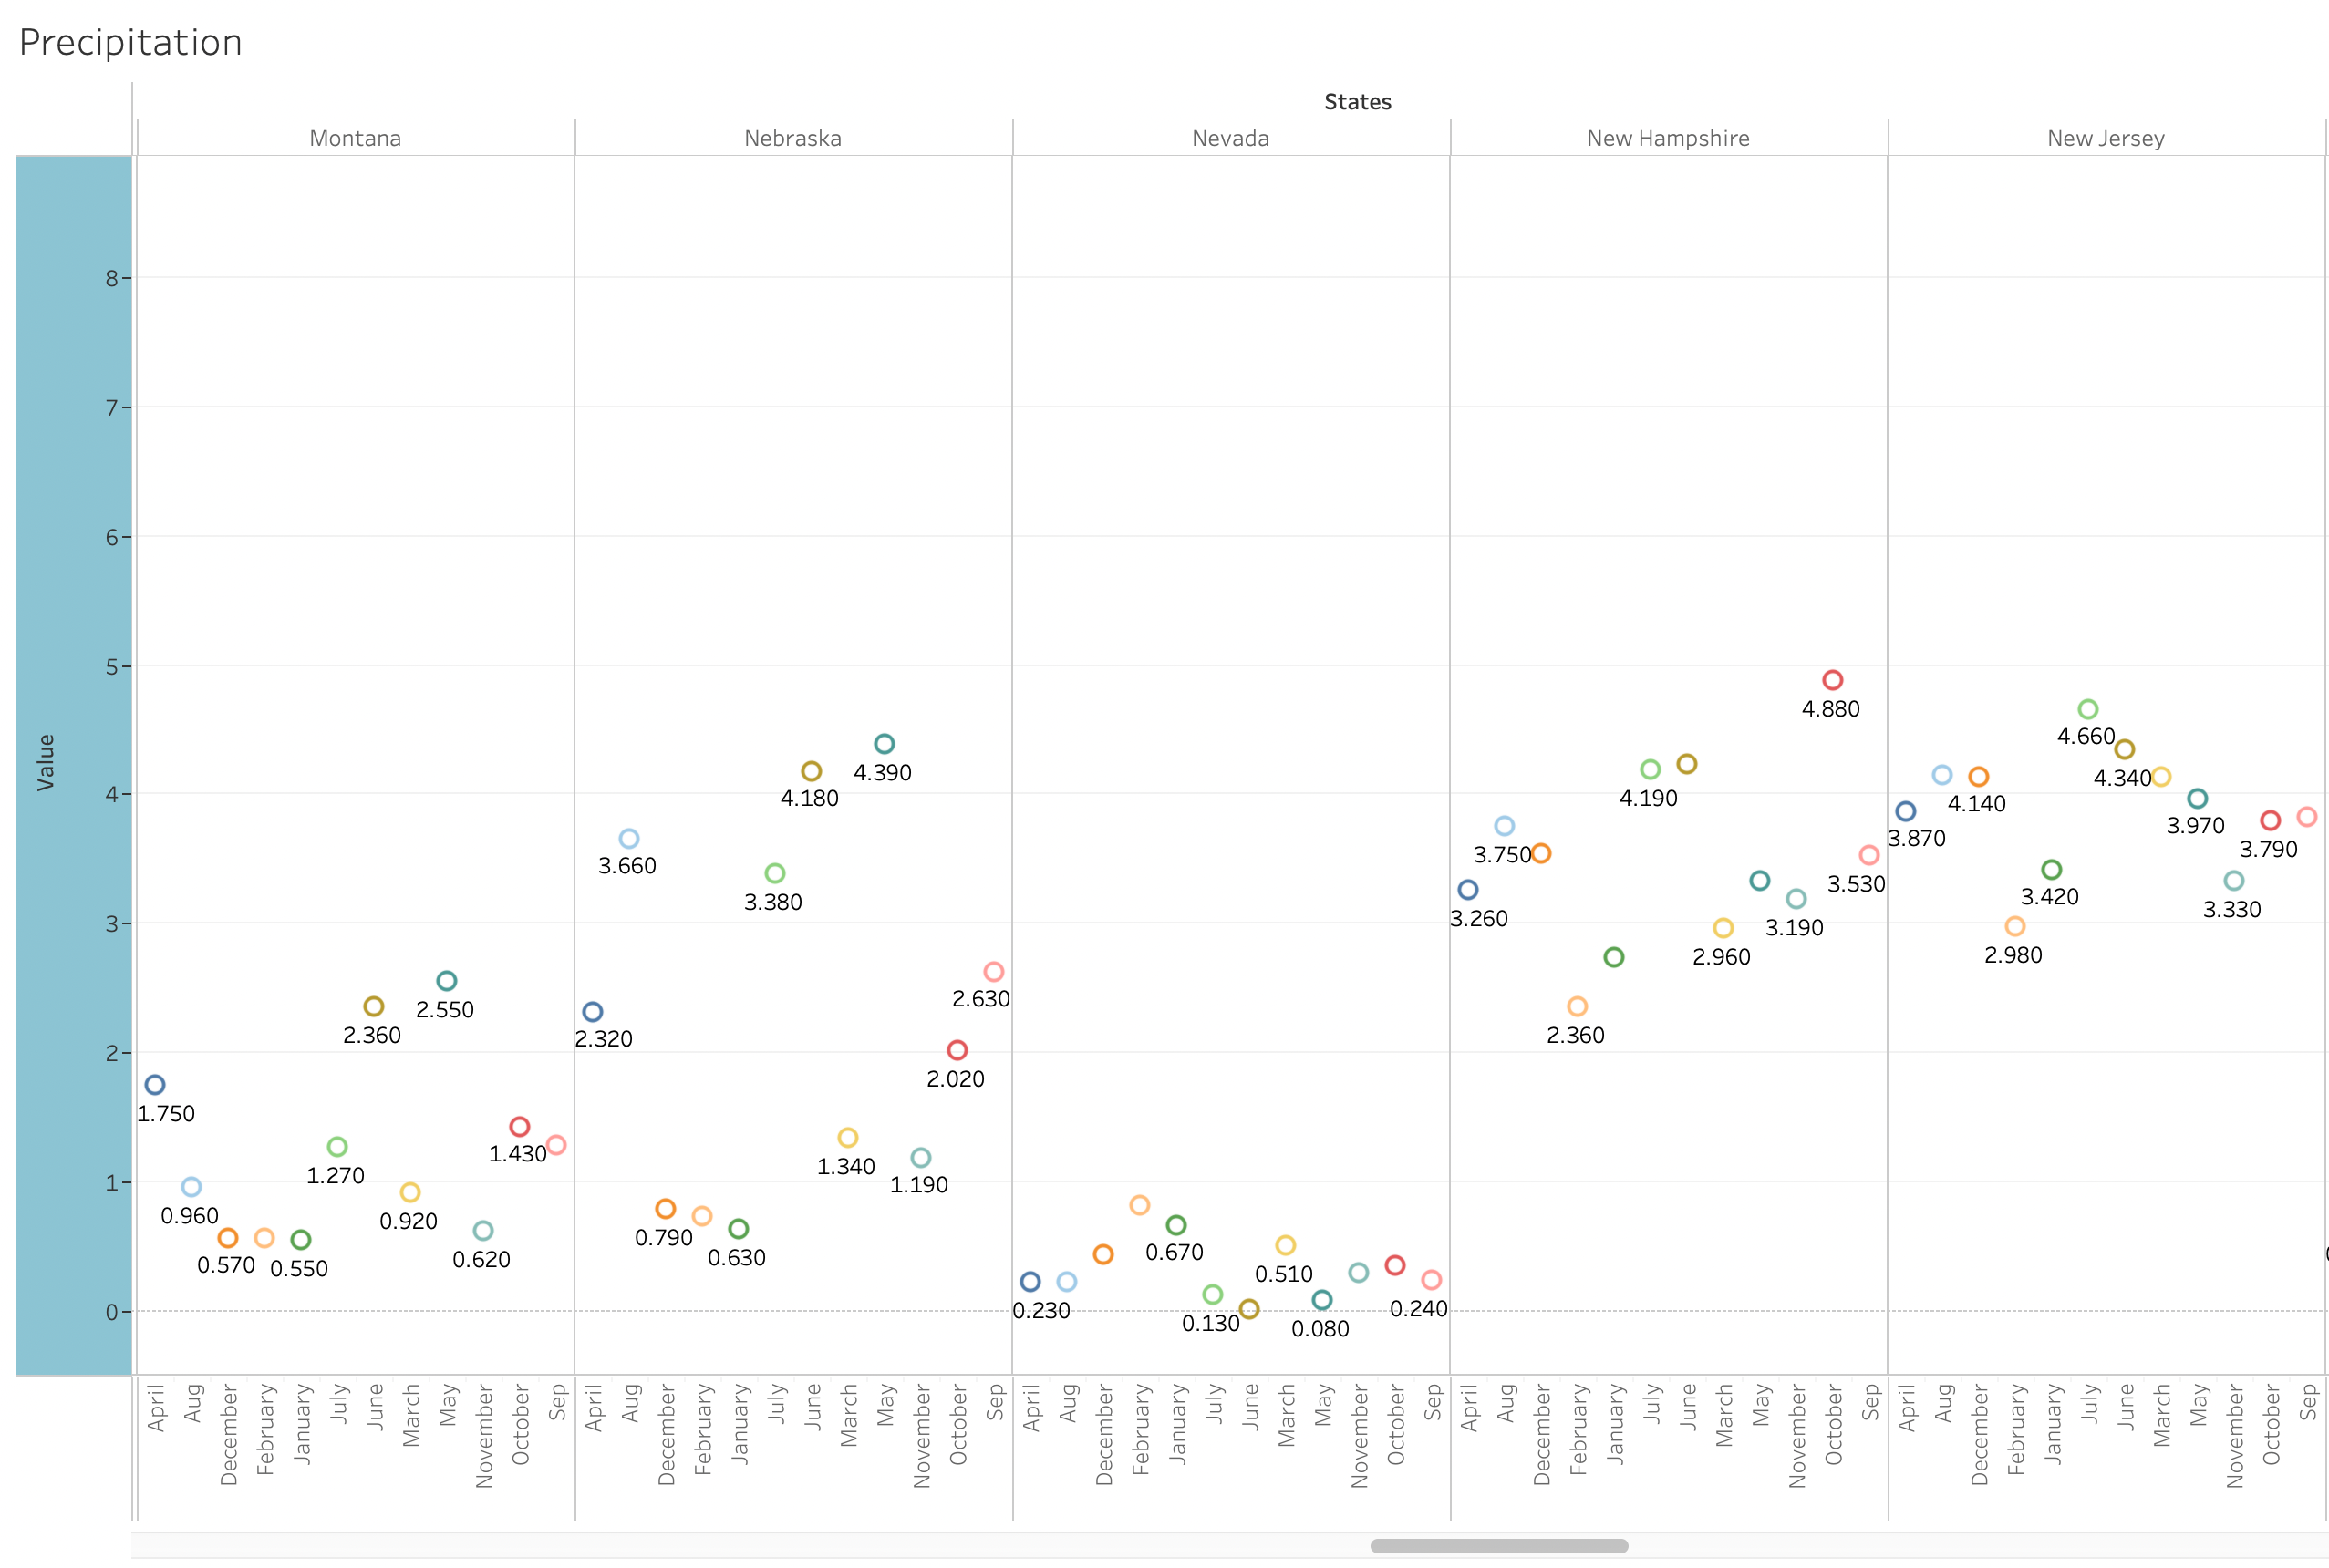 Precipitation
States
Montana Nebraska Nevada New Hampshire New Jersey
Value
8
7
6
5
4
3
2
1
0
1.750 0.960 0.570 0.550 1.270 2.360 0.920 2.550 0.620 1.430
2.320 3.660 0.790 0.630 3.380 4.180 1.340 4.390 1.190 2.020 2.630
0.230 0.670 0.130 0.510 0.080 0.240
3.260 3.750 2.360 4.190 2.960 3.190 4.880 3.530
3.870 4.140 2.980 3.420 4.660 4.340 3.970 3.330 3.790
April Aug December February January July June March May November October Sep
April Aug December February January July June March May November October Sep
April Aug December February January July June March May November October Sep
April Aug December February January July June March May November October Sep
April Aug December February January July June March May November October Sep